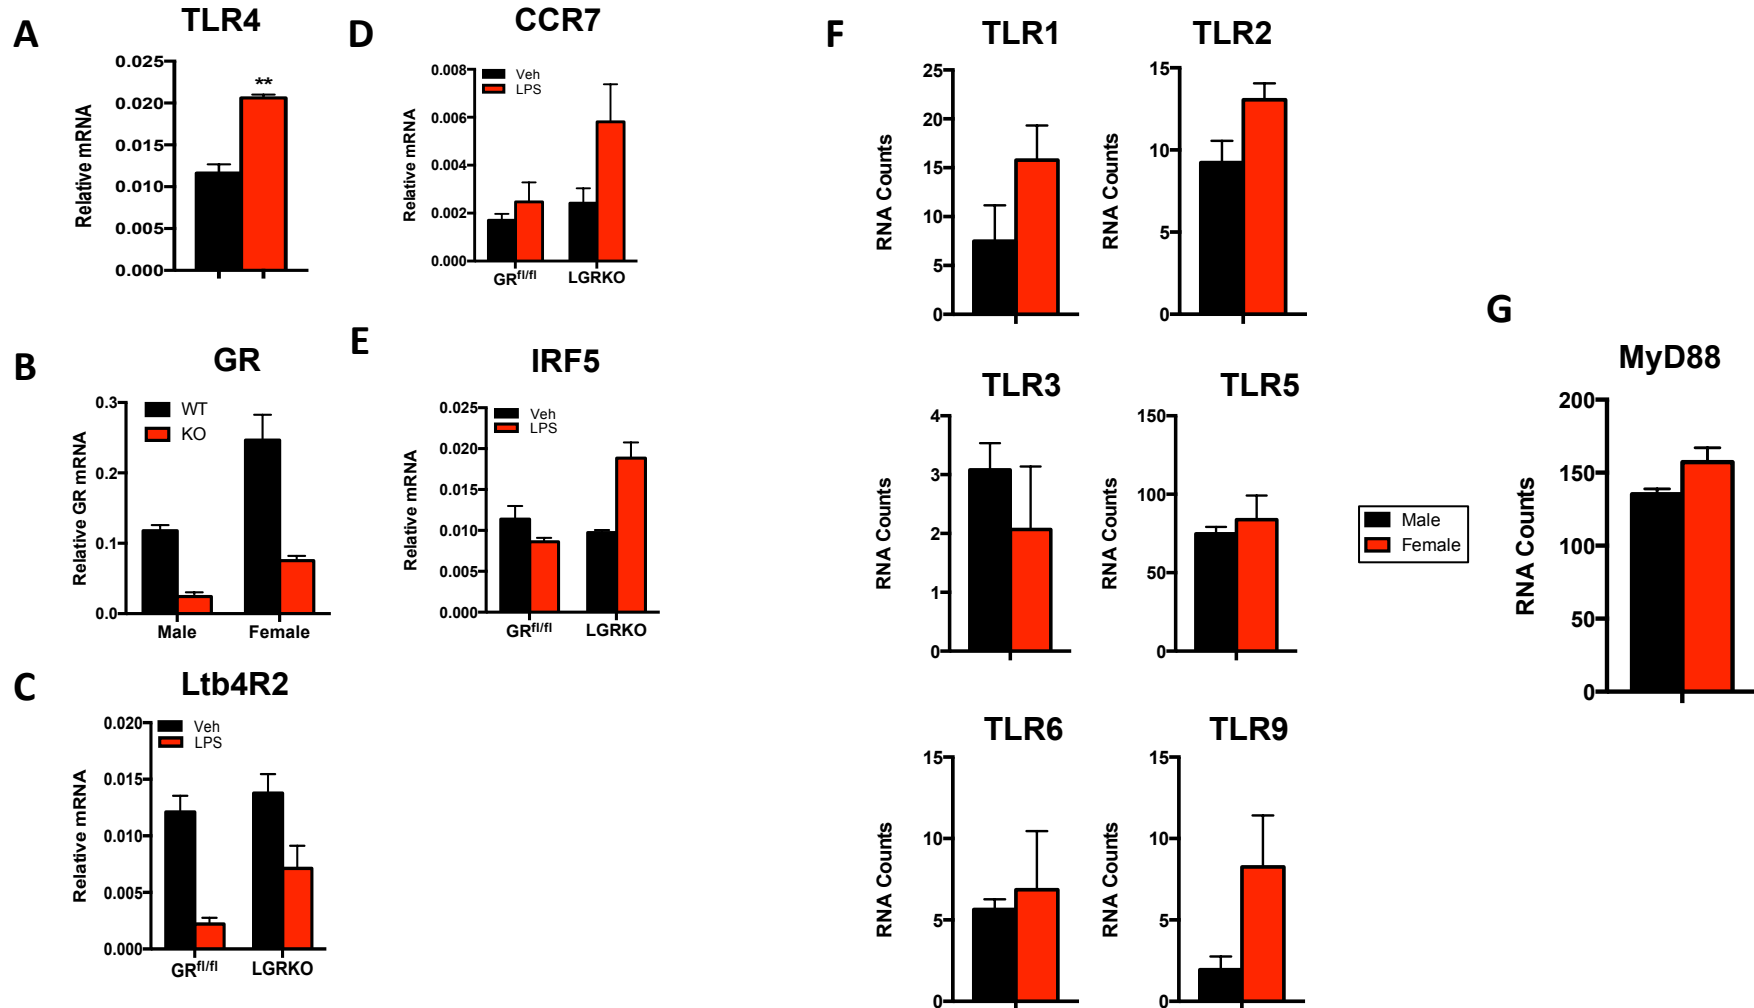 A
TLR4
Relative mRNA
0.025
0.020
0.015
0.010
0.005
0.000
**
B
GR
Relative GR mRNA
0.3
0.2
0.1
0.0
WT
KO
Male
Female
C
Ltb4R2
Relative mRNA
0.020
0.015
0.010
0.005
0.000
Veh
LPS
GRfl/fl
LGRKO
D
CCR7
Relative mRNA
0.008
0.006
0.004
0.002
0.000
Veh
LPS
GRfl/fl
LGRKO
E
IRF5
Relative mRNA
0.025
0.020
0.015
0.010
0.005
0.000
Veh
LPS
GRfl/fl
LGRKO
F
TLR1
RNA Counts
25
20
15
10
5
0
TLR2
RNA Counts
15
10
5
0
TLR3
RNA Counts
4
3
2
1
0
TLR5
RNA Counts
150
100
50
0
TLR6
RNA Counts
15
10
5
0
TLR9
RNA Counts
15
10
5
0
Male
Female
G
MyD88
RNA Counts
200
150
100
50
0